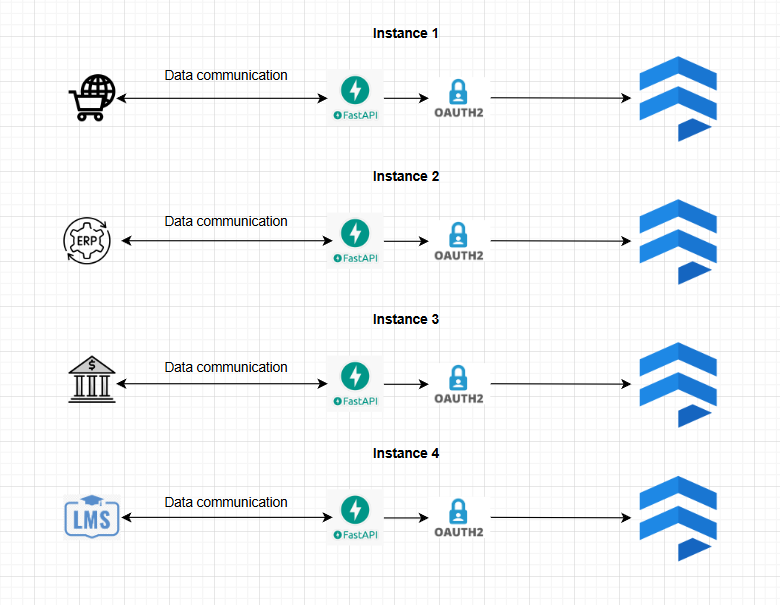 Instance 1
Data communication
FastAPI
OAUTH2
Instance 2
ERP
Data communication
FastAPI
OAUTH2
Instance 3
$
Data communication
FastAPI
OAUTH2
Instance 4
LMS
Data communication
FastAPI
OAUTH2